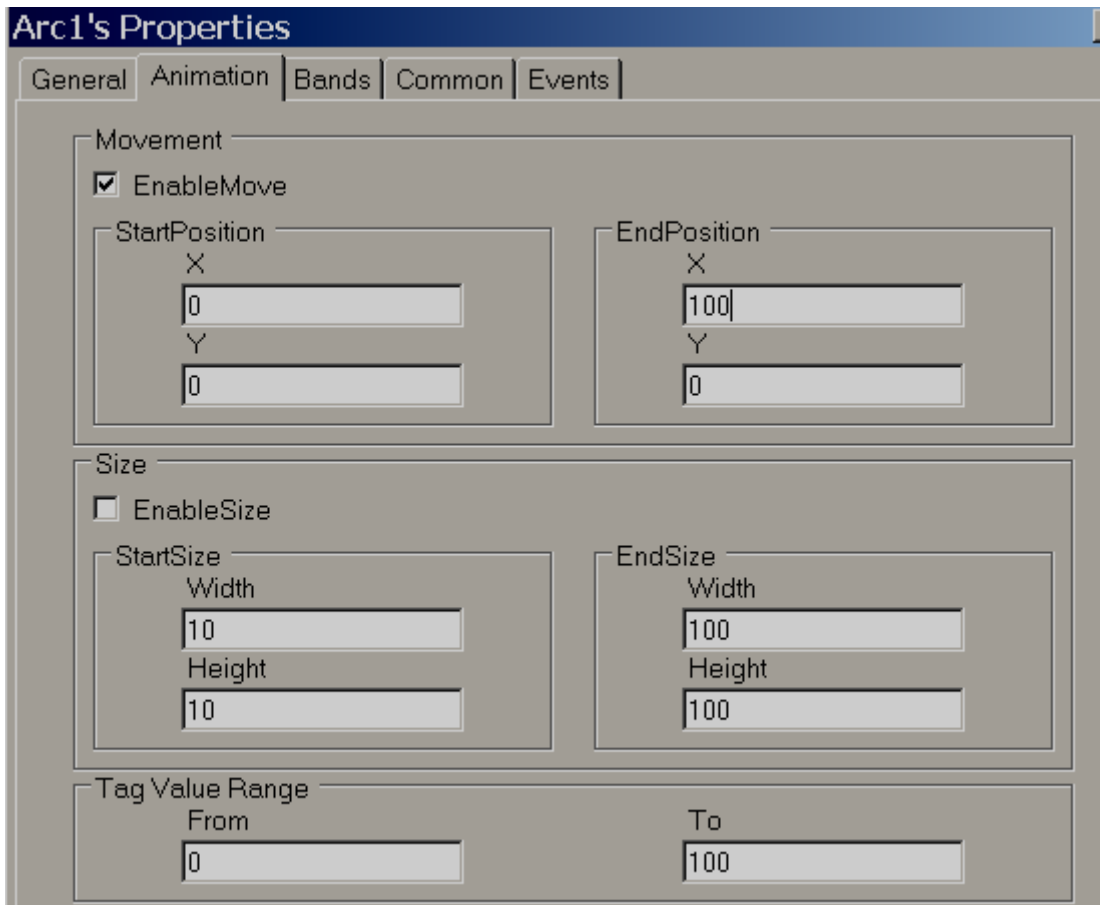 Arc1's Properties
General Animation Bands Common Events
Movement
EnableMove
StartPosition EndPosition
X X
0 100
Y Y
0 0
Size
EnableSize
StartSize EndSize
Width Width
10 100
Height Height
10 100
Tag Value Range
From To
0 100